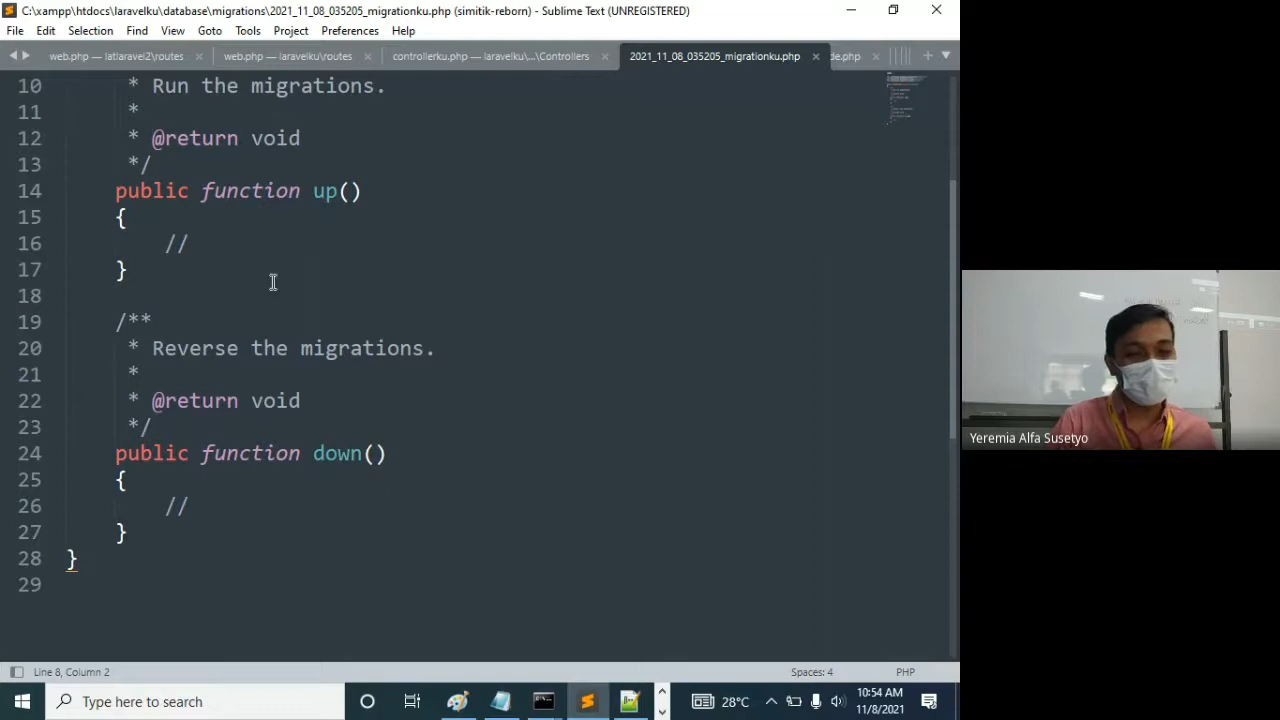 C:\xampp\htdocs\laravelku\database\migrations\2021_11_08_035205_migrationku.php (simitik-reborn) - Sublime Text (UNREGISTERED)
File Edit Selection Find View Goto Tools Project Preferences Help
web.php — latlaravel2\routes × web.php — laravelku\routes × controllerku.php — laravelku\...\Controllers × 2021_11_08_035205_migrationku.php × de.php ×
10 * Run the migrations.
11 *
12 * @return void
13 */
14 public function up()
15 {
16 //
17 }
18
19 /**
20 * Reverse the migrations.
21 *
22 * @return void
23 */
24 public function down()
25 {
26 //
27 }
28 }
29
Yeremia Alfa Susetyo
Line 8, Column 2 Spaces: 4 PHP
Type here to search 28°C 10:54 AM
11/8/2021